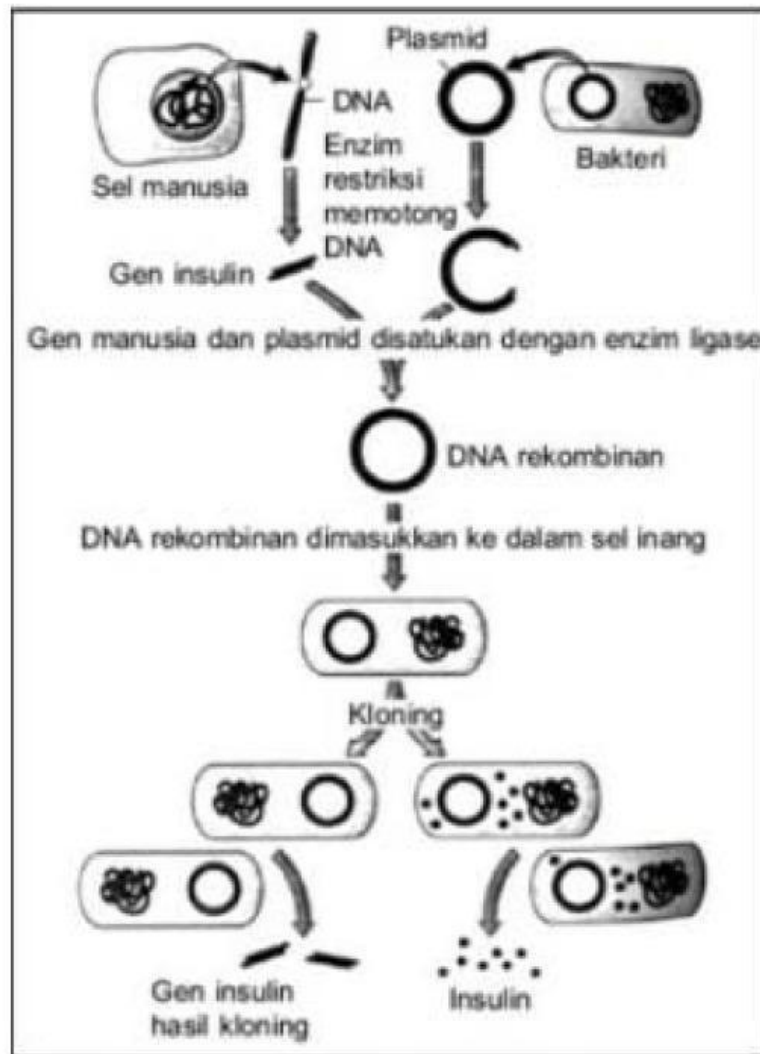 Plasmid
DNA
Bakteri
Sel manusia
Enzim
restriksi
memotong
DNA
Gen insulin
Gen manusia dan plasmid disatukan dengan enzim ligase
DNA rekombinan
DNA rekombinan dimasukkan ke dalam sel inang
Kloning
Gen insulin
hasil kloning
Insulin